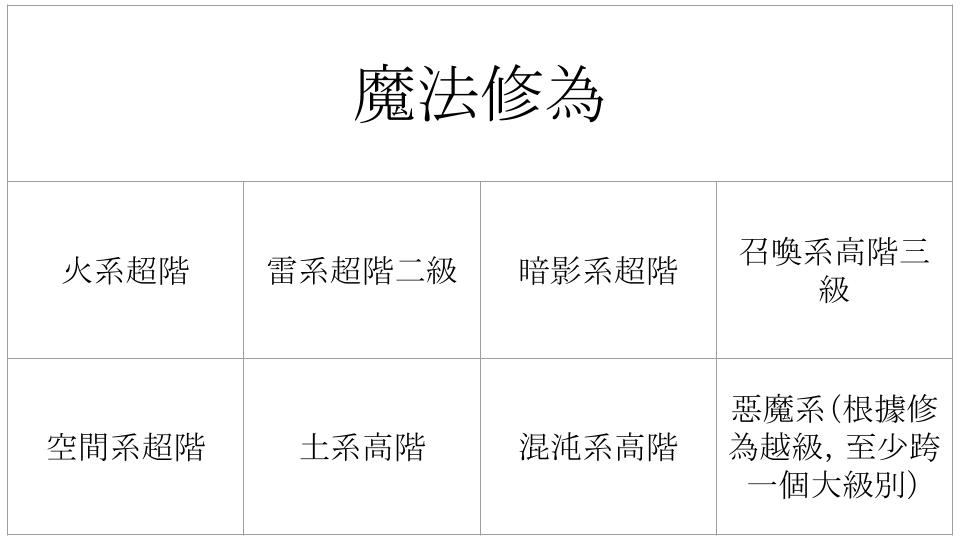 魔法修為
火系超階
雷系超階二級
暗影系超階
召喚系高階三
級
空間系超階
土系高階
混沌系高階
惡魔系（根據修
為越級，至少跨
一個大級別）